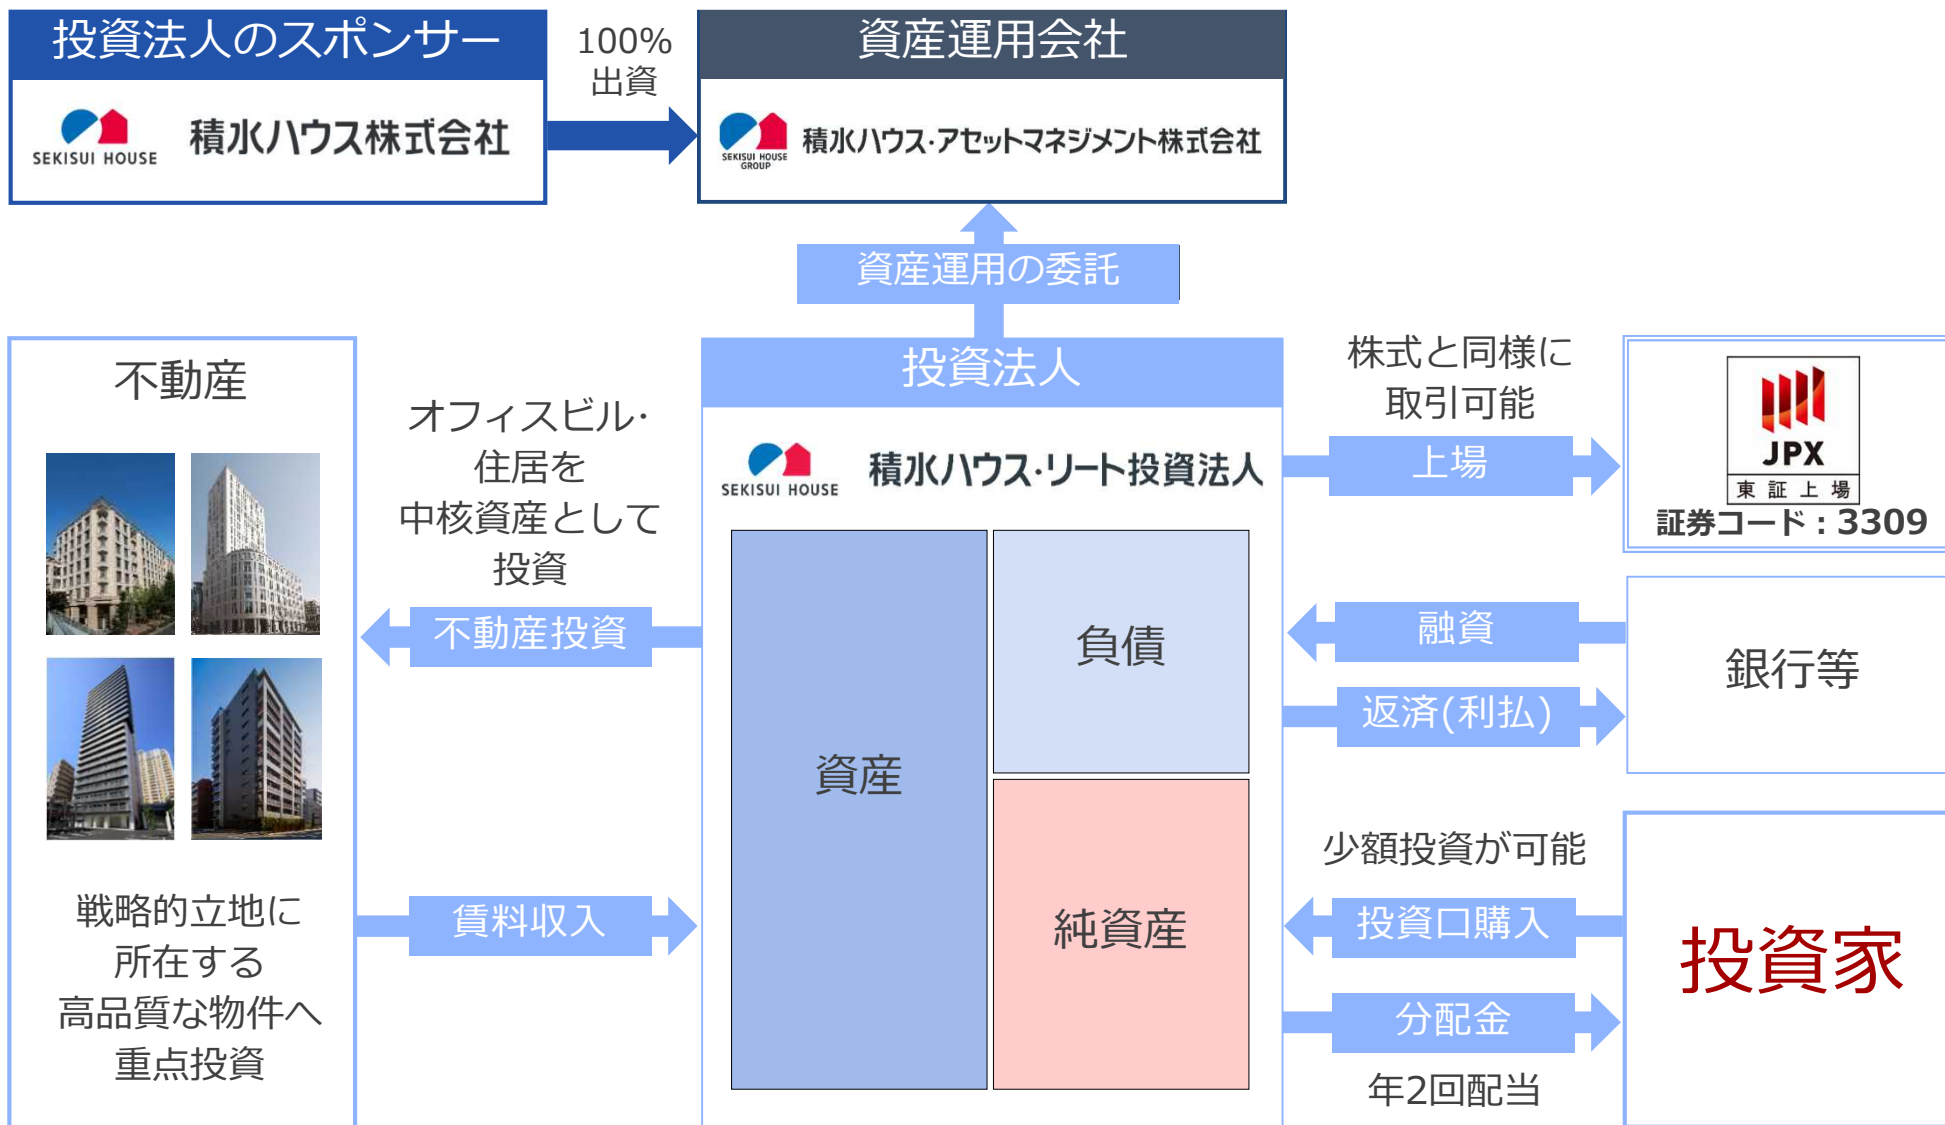 投資法人のスポンサー
SEKISUI HOUSE
積水ハウス株式会社
100%
出資
資産運用会社
SEKISUI HOUSE
GROUP
積水ハウス・アセットマネジメント株式会社
資産運用の委託
不動産
戦略的立地に
所在する
高品質な物件へ
重点投資
オフィスビル・
住居を
中核資産として
投資
不動産投資
賃料収入
投資法人
SEKISUI HOUSE
積水ハウス・リート投資法人
資産
負債
純資産
株式と同様に
取引可能
上場
JPX
東証上場
証券コード：3309
融資
返済(利払)
銀行等
少額投資が可能
投資口購入
分配金
年2回配当
投資家